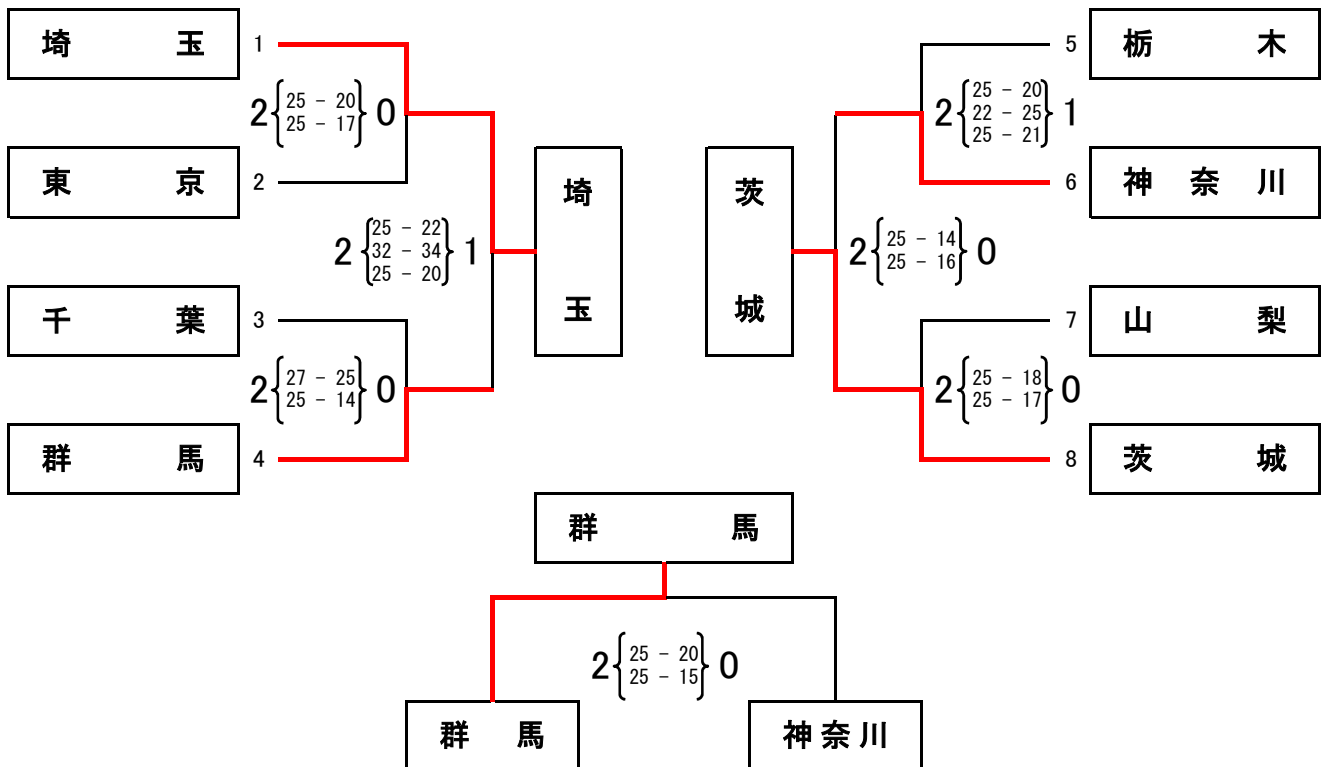 埼玉 1
2 25 - 20 0
25 - 17
東京 2
2 25 - 22 1
32 - 34
25 - 20
千葉 3
2 27 - 25 0
25 - 14
群馬 4
埼玉
茨城
5 栃木
2 25 - 20 1
22 - 25
25 - 21
6 神奈川
2 25 - 14 0
25 - 16
7 山梨
2 25 - 18 0
25 - 17
8 茨城
群馬
2 25 - 20 0
25 - 15
群馬
神奈川